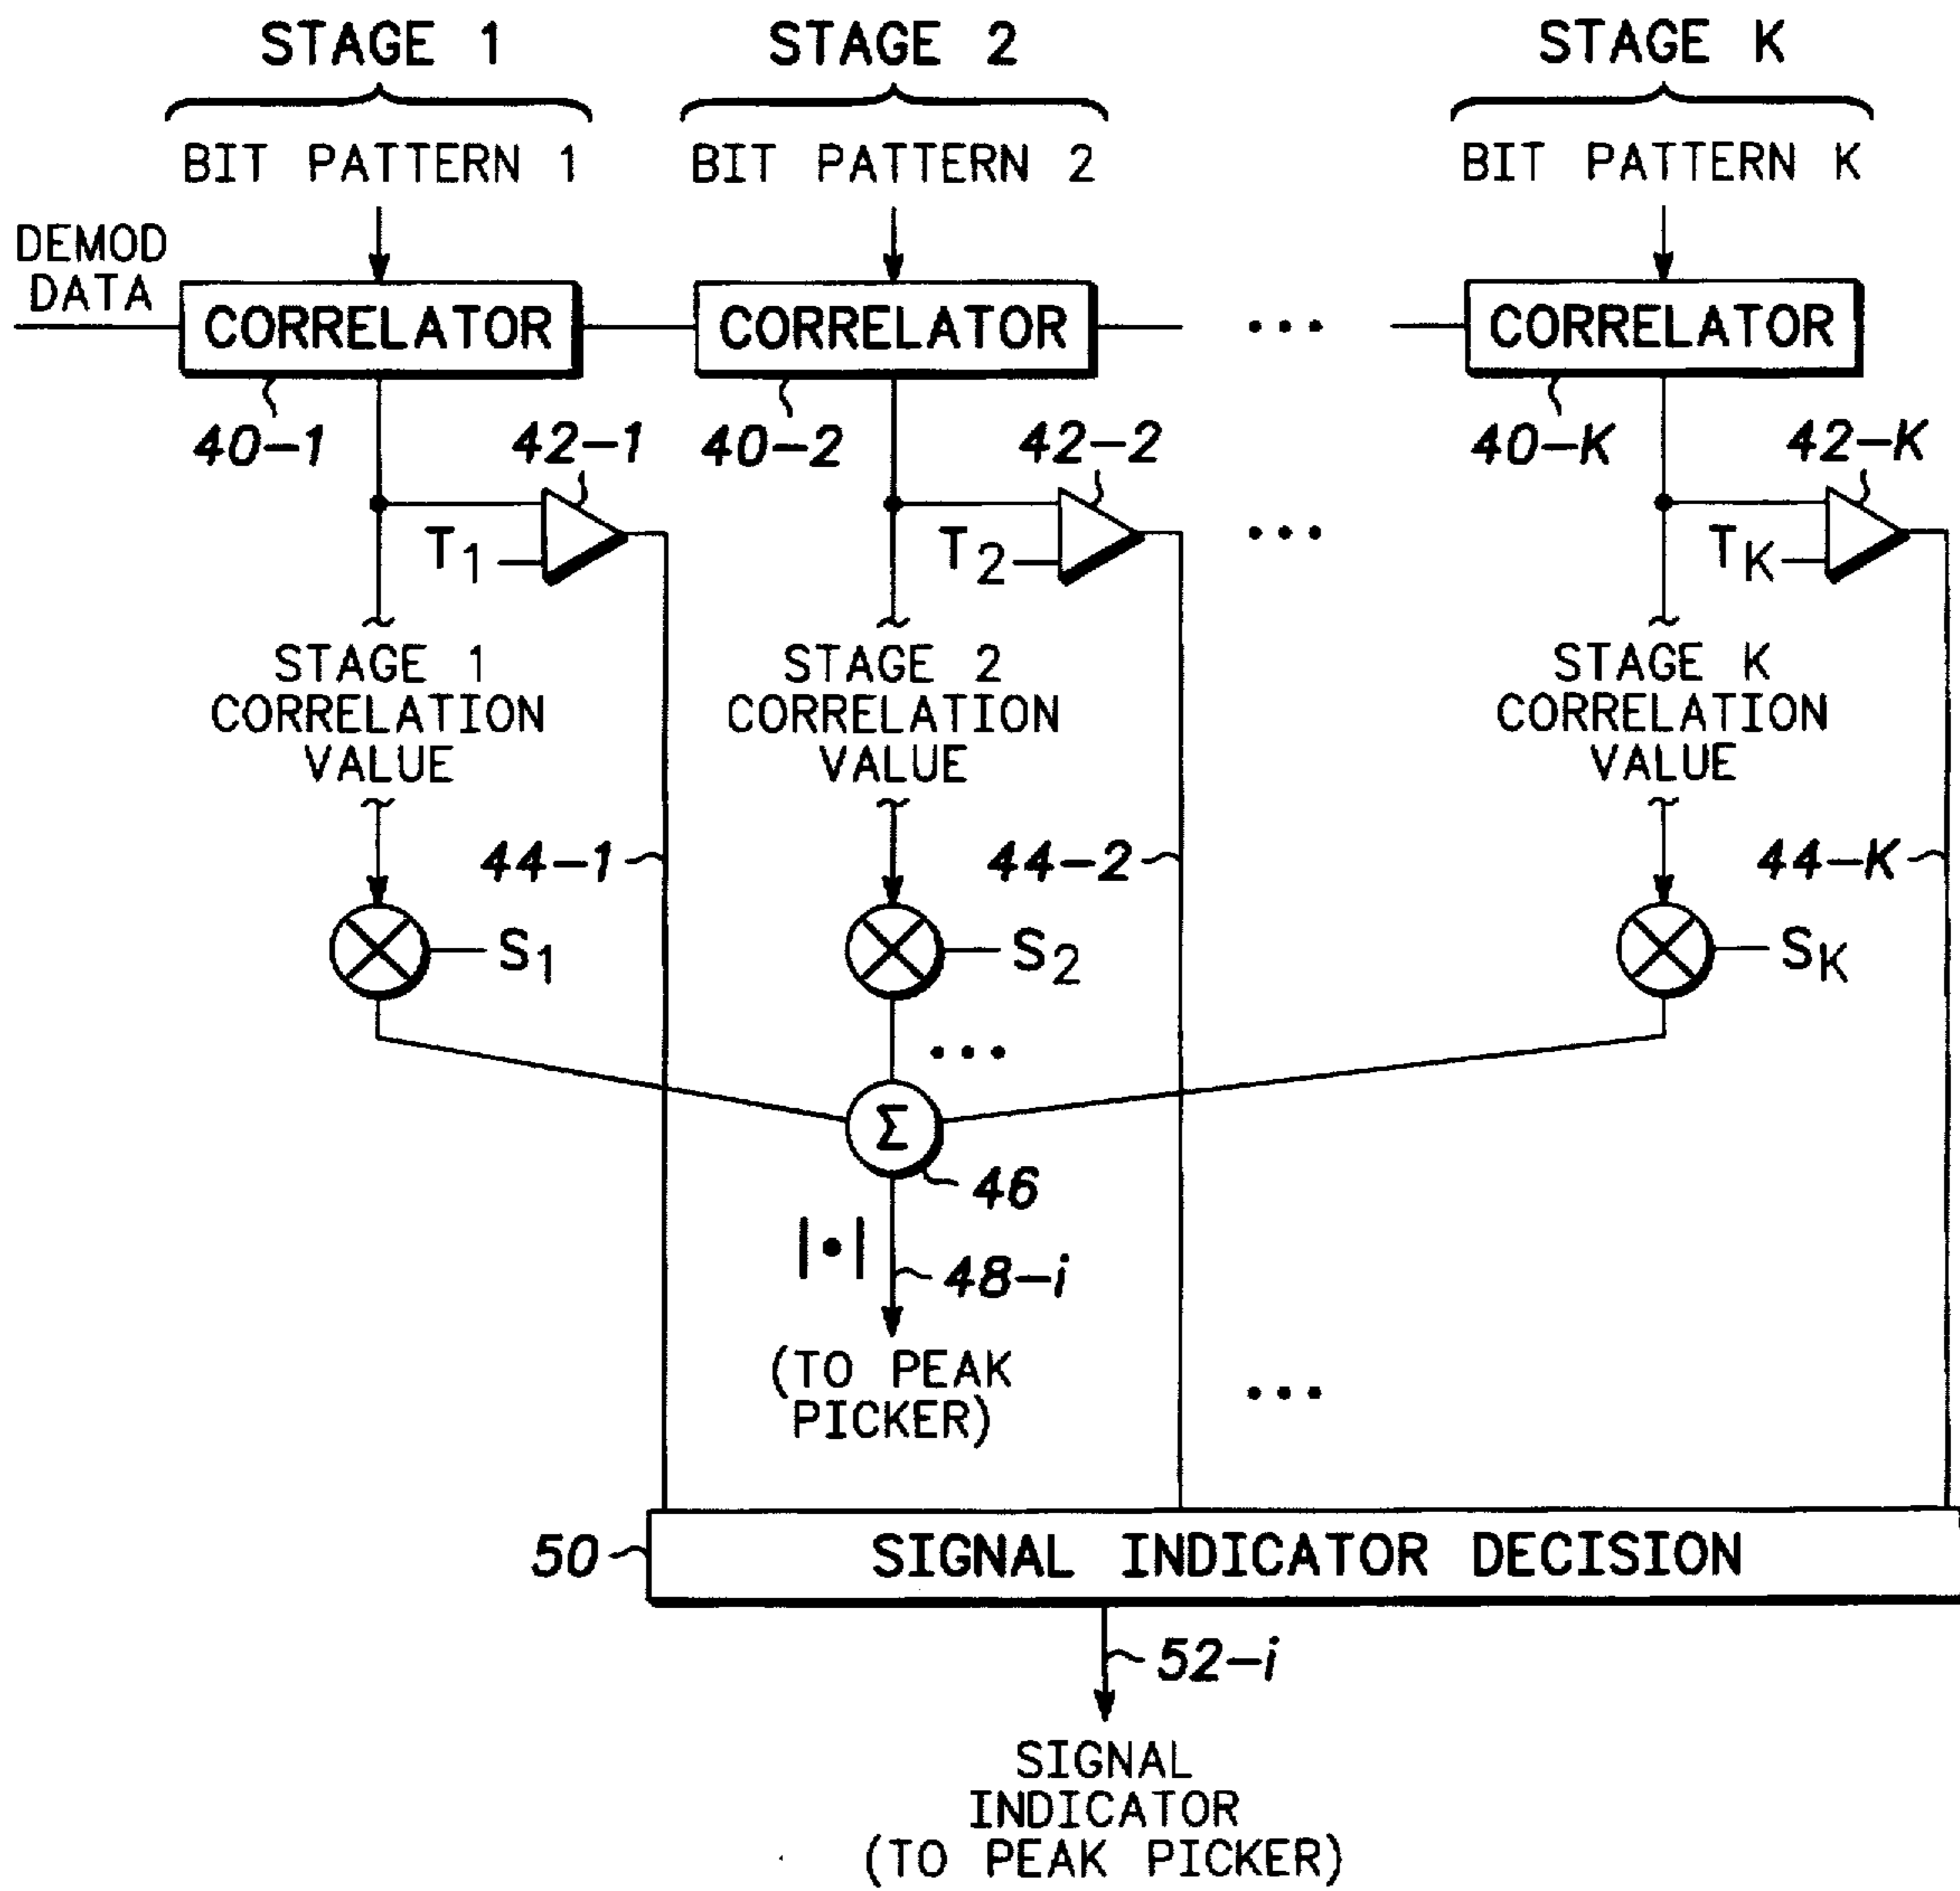 STAGE 1
STAGE 2
STAGE K
BIT PATTERN 1
BIT PATTERN 2
BIT PATTERN K
DEMOD
DATA
CORRELATOR
CORRELATOR
...
CORRELATOR
40-1
42-1
40-2
42-2
40-K
42-K
T1
T2
...
TK
STAGE 1
CORRELATION
VALUE
STAGE 2
CORRELATION
VALUE
STAGE K
CORRELATION
VALUE
44-1
44-2
44-K
S1
S2
SK
...
Σ
46
|•|
48-i
(TO PEAK
PICKER)
...
50
SIGNAL INDICATOR DECISION
52-i
SIGNAL
INDICATOR
(TO PEAK PICKER)